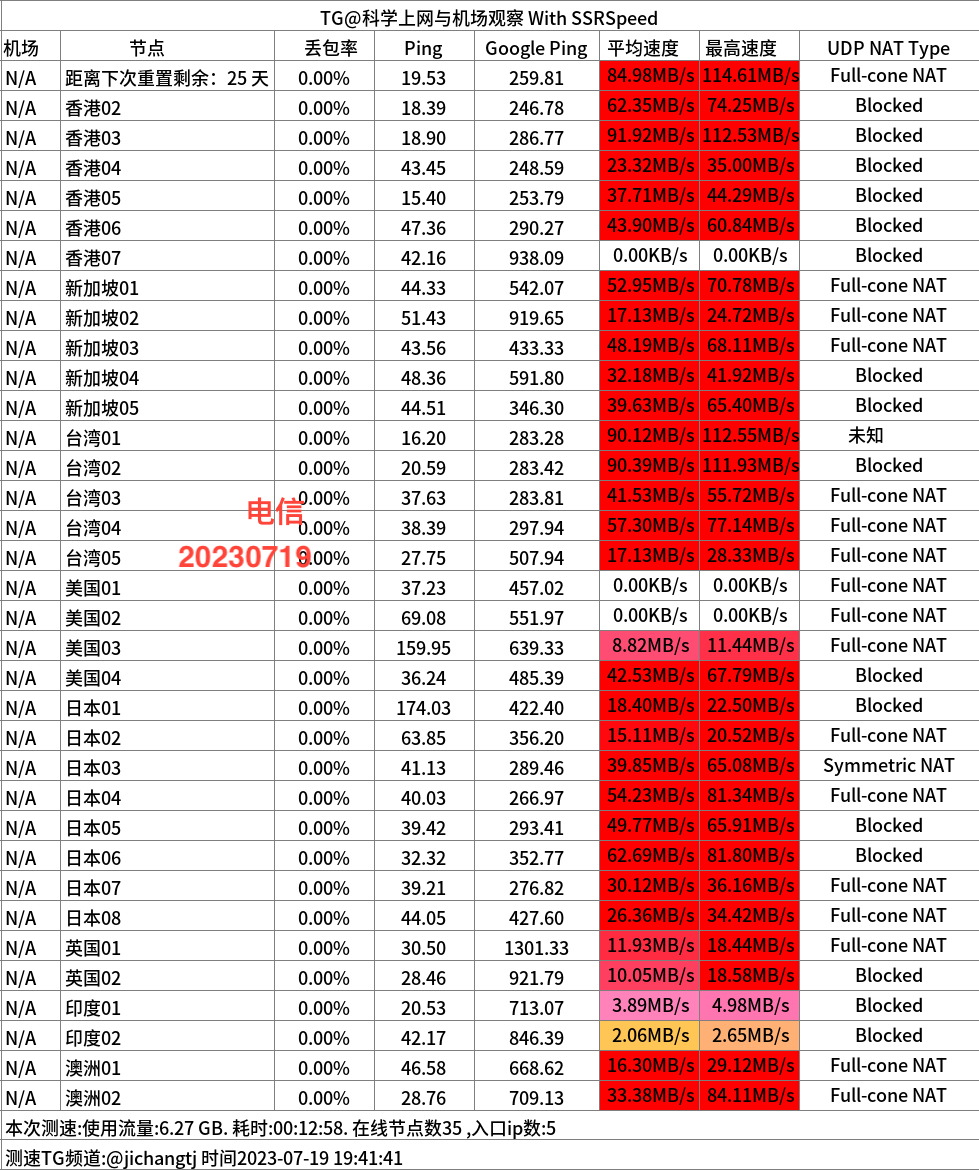 TG@科学上网与机场观察 With SSRSpeed
机场 节点 丢包率 Ping Google Ping 平均速度 最高速度 UDP NAT Type
N/A 距离下次重置剩余：25 天 0.00% 19.53 259.81 84.98MB/s 114.61MB/s Full-cone NAT
N/A 香港02 0.00% 18.39 246.78 62.35MB/s 74.25MB/s Blocked
N/A 香港03 0.00% 18.90 286.77 91.92MB/s 112.53MB/s Blocked
N/A 香港04 0.00% 43.45 248.59 23.32MB/s 35.00MB/s Blocked
N/A 香港05 0.00% 15.40 253.79 37.71MB/s 44.29MB/s Blocked
N/A 香港06 0.00% 47.36 290.27 43.90MB/s 60.84MB/s Blocked
N/A 香港07 0.00% 42.16 938.09 0.00KB/s 0.00KB/s Blocked
N/A 新加坡01 0.00% 44.33 542.07 52.95MB/s 70.78MB/s Full-cone NAT
N/A 新加坡02 0.00% 51.43 919.65 17.13MB/s 24.72MB/s Full-cone NAT
N/A 新加坡03 0.00% 43.56 433.33 48.19MB/s 68.11MB/s Full-cone NAT
N/A 新加坡04 0.00% 48.36 591.80 32.18MB/s 41.92MB/s Blocked
N/A 新加坡05 0.00% 44.51 346.30 39.63MB/s 65.40MB/s Blocked
N/A 台湾01 0.00% 16.20 283.28 90.12MB/s 112.55MB/s 未知
N/A 台湾02 0.00% 20.59 283.42 90.39MB/s 111.93MB/s Blocked
N/A 台湾03 0.00% 37.63 283.81 41.53MB/s 55.72MB/s Full-cone NAT
电信
N/A 台湾04 0.00% 38.39 297.94 57.30MB/s 77.14MB/s Full-cone NAT
N/A 台湾05 0.00% 27.75 507.94 17.13MB/s 28.33MB/s Full-cone NAT
20230719
N/A 美国01 0.00% 37.23 457.02 0.00KB/s 0.00KB/s Full-cone NAT
N/A 美国02 0.00% 69.08 551.97 0.00KB/s 0.00KB/s Full-cone NAT
N/A 美国03 0.00% 159.95 639.33 8.82MB/s 11.44MB/s Full-cone NAT
N/A 美国04 0.00% 36.24 485.39 42.53MB/s 67.79MB/s Blocked
N/A 日本01 0.00% 174.03 422.40 18.40MB/s 22.50MB/s Blocked
N/A 日本02 0.00% 63.85 356.20 15.11MB/s 20.52MB/s Full-cone NAT
N/A 日本03 0.00% 41.13 289.46 39.85MB/s 65.08MB/s Symmetric NAT
N/A 日本04 0.00% 40.03 266.97 54.23MB/s 81.34MB/s Full-cone NAT
N/A 日本05 0.00% 39.42 293.41 49.77MB/s 65.91MB/s Blocked
N/A 日本06 0.00% 32.32 352.77 62.69MB/s 81.80MB/s Blocked
N/A 日本07 0.00% 39.21 276.82 30.12MB/s 36.16MB/s Full-cone NAT
N/A 日本08 0.00% 44.05 427.60 26.36MB/s 34.42MB/s Full-cone NAT
N/A 英国01 0.00% 30.50 1301.33 11.93MB/s 18.44MB/s Full-cone NAT
N/A 英国02 0.00% 28.46 921.79 10.05MB/s 18.58MB/s Blocked
N/A 印度01 0.00% 20.53 713.07 3.89MB/s 4.98MB/s Blocked
N/A 印度02 0.00% 42.17 846.39 2.06MB/s 2.65MB/s Blocked
N/A 澳洲01 0.00% 46.58 668.62 16.30MB/s 29.12MB/s Full-cone NAT
N/A 澳洲02 0.00% 28.76 709.13 33.38MB/s 84.11MB/s Full-cone NAT
本次测速:使用流量:6.27 GB. 耗时:00:12:58. 在线节点数35 ,入口ip数:5
测速TG频道:@jichangtj 时间2023-07-19 19:41:41